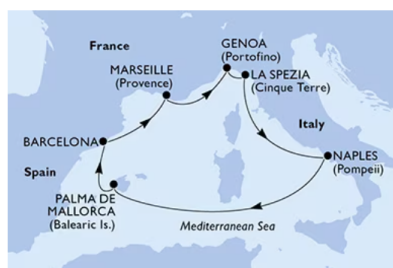 France
GENOA
(Portofino)
MARSEILLE
(Provence)
LA SPEZIA
(Cinque Terre)
Italy
BARCELONA
NAPLES
(Pompeii)
Spain
PALMA DE
MALLORCA
(Balearic Is.)
Mediterranean Sea